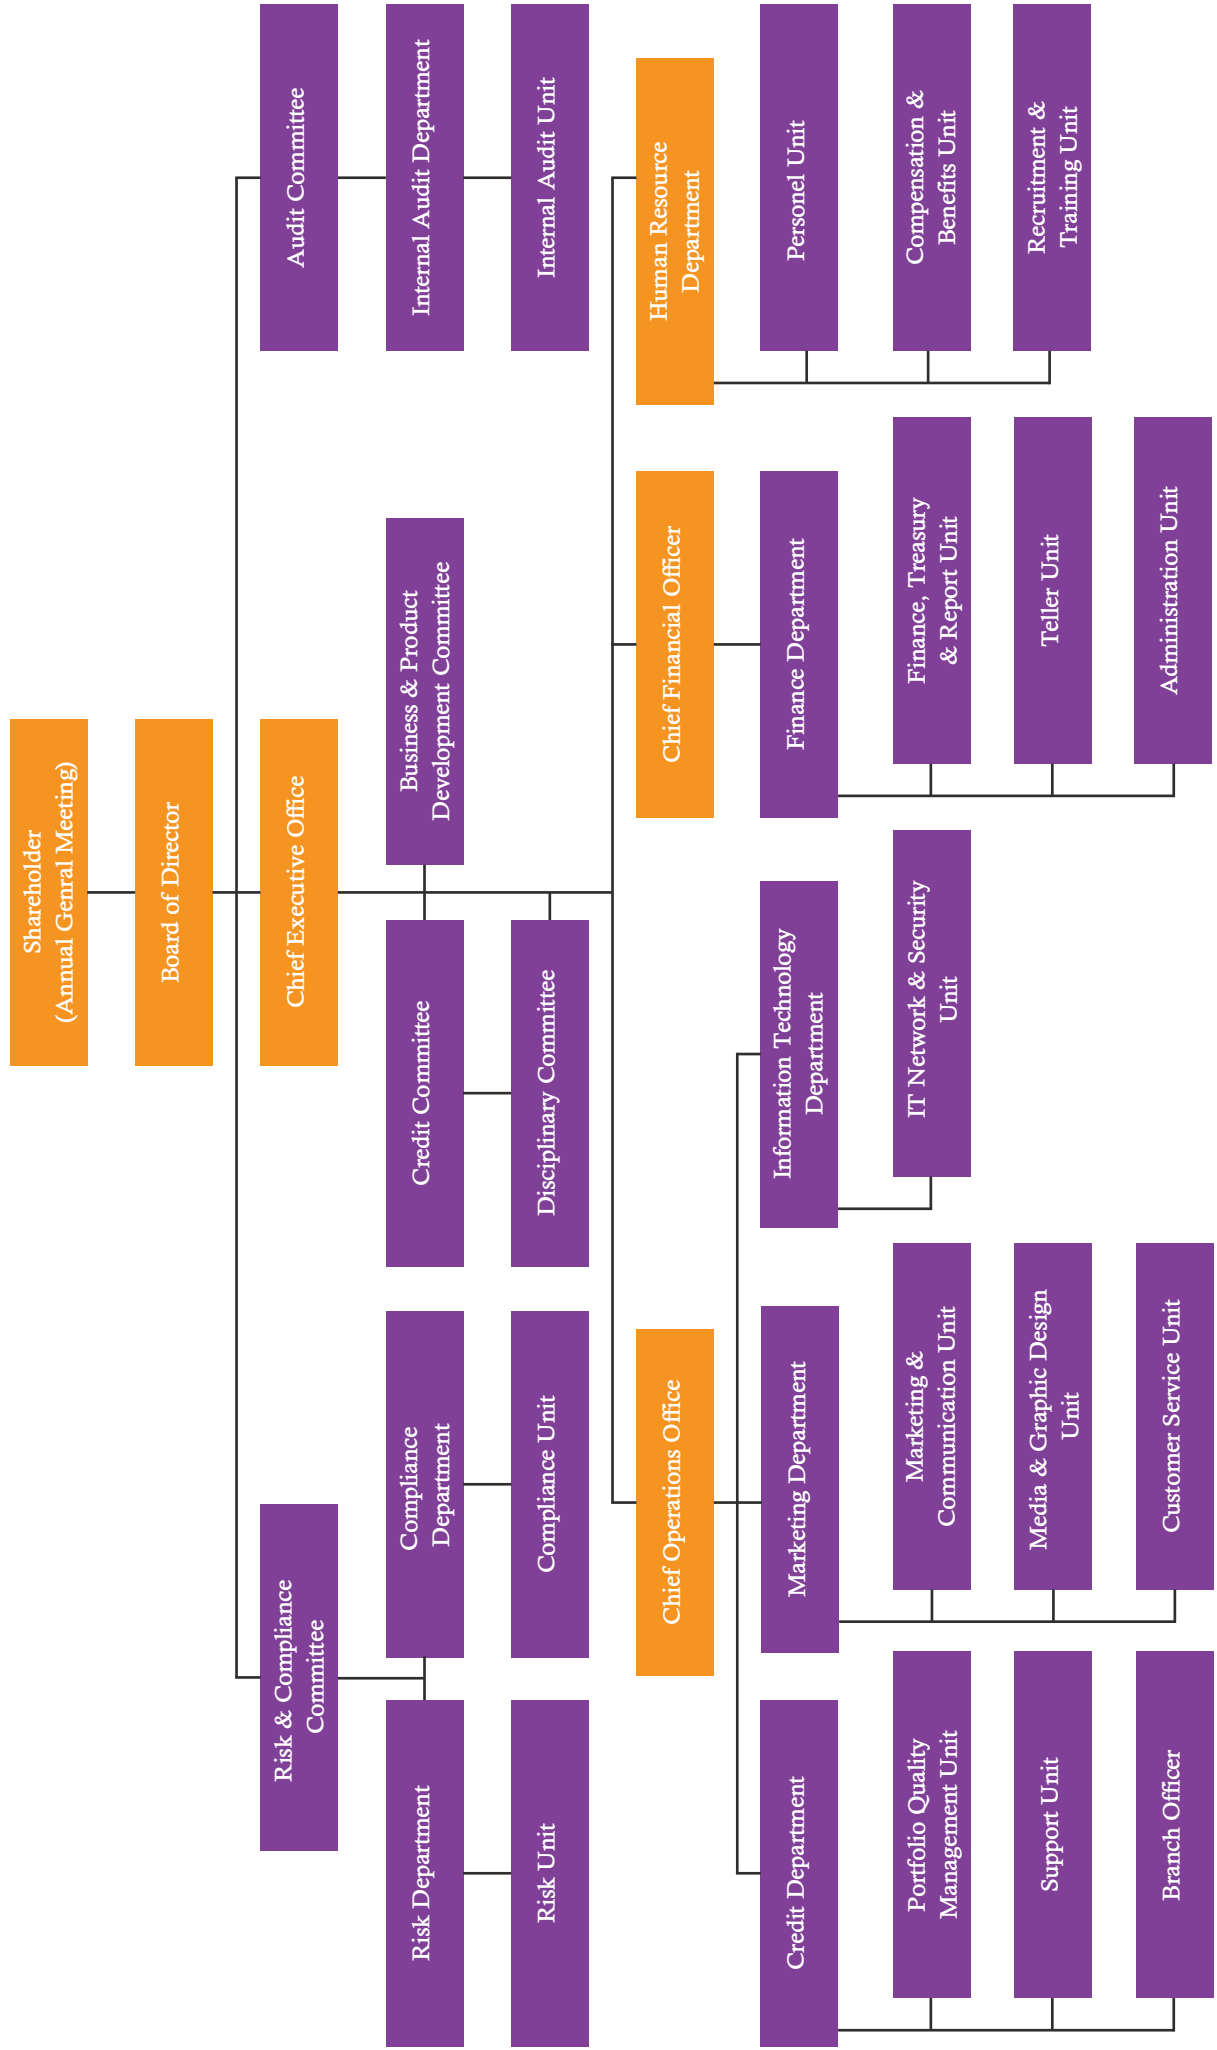 Shareholder
(Annual Genral Meeting)
Board of Director
Chief Executive Office
Risk & Compliance
Committee
Audit Committee
Risk Department
Compliance
Department
Credit Committee
Business & Product
Development Committee
Internal Audit Department
Risk Unit
Compliance Unit
Disciplinary Committee
Internal Audit Unit
Chief Operations Office
Chief Financial Officer
Human Resource
Department
Credit Department
Marketing Department
Information Technology
Department
Finance Department
Personel Unit
Portfolio Quality
Management Unit
Marketing &
Communication Unit
IT Network & Security
Unit
Finance, Treasury
& Report Unit
Compensation &
Benefits Unit
Support Unit
Media & Graphic Design
Unit
Teller Unit
Recruitment &
Training Unit
Branch Officer
Customer Service Unit
Administration Unit